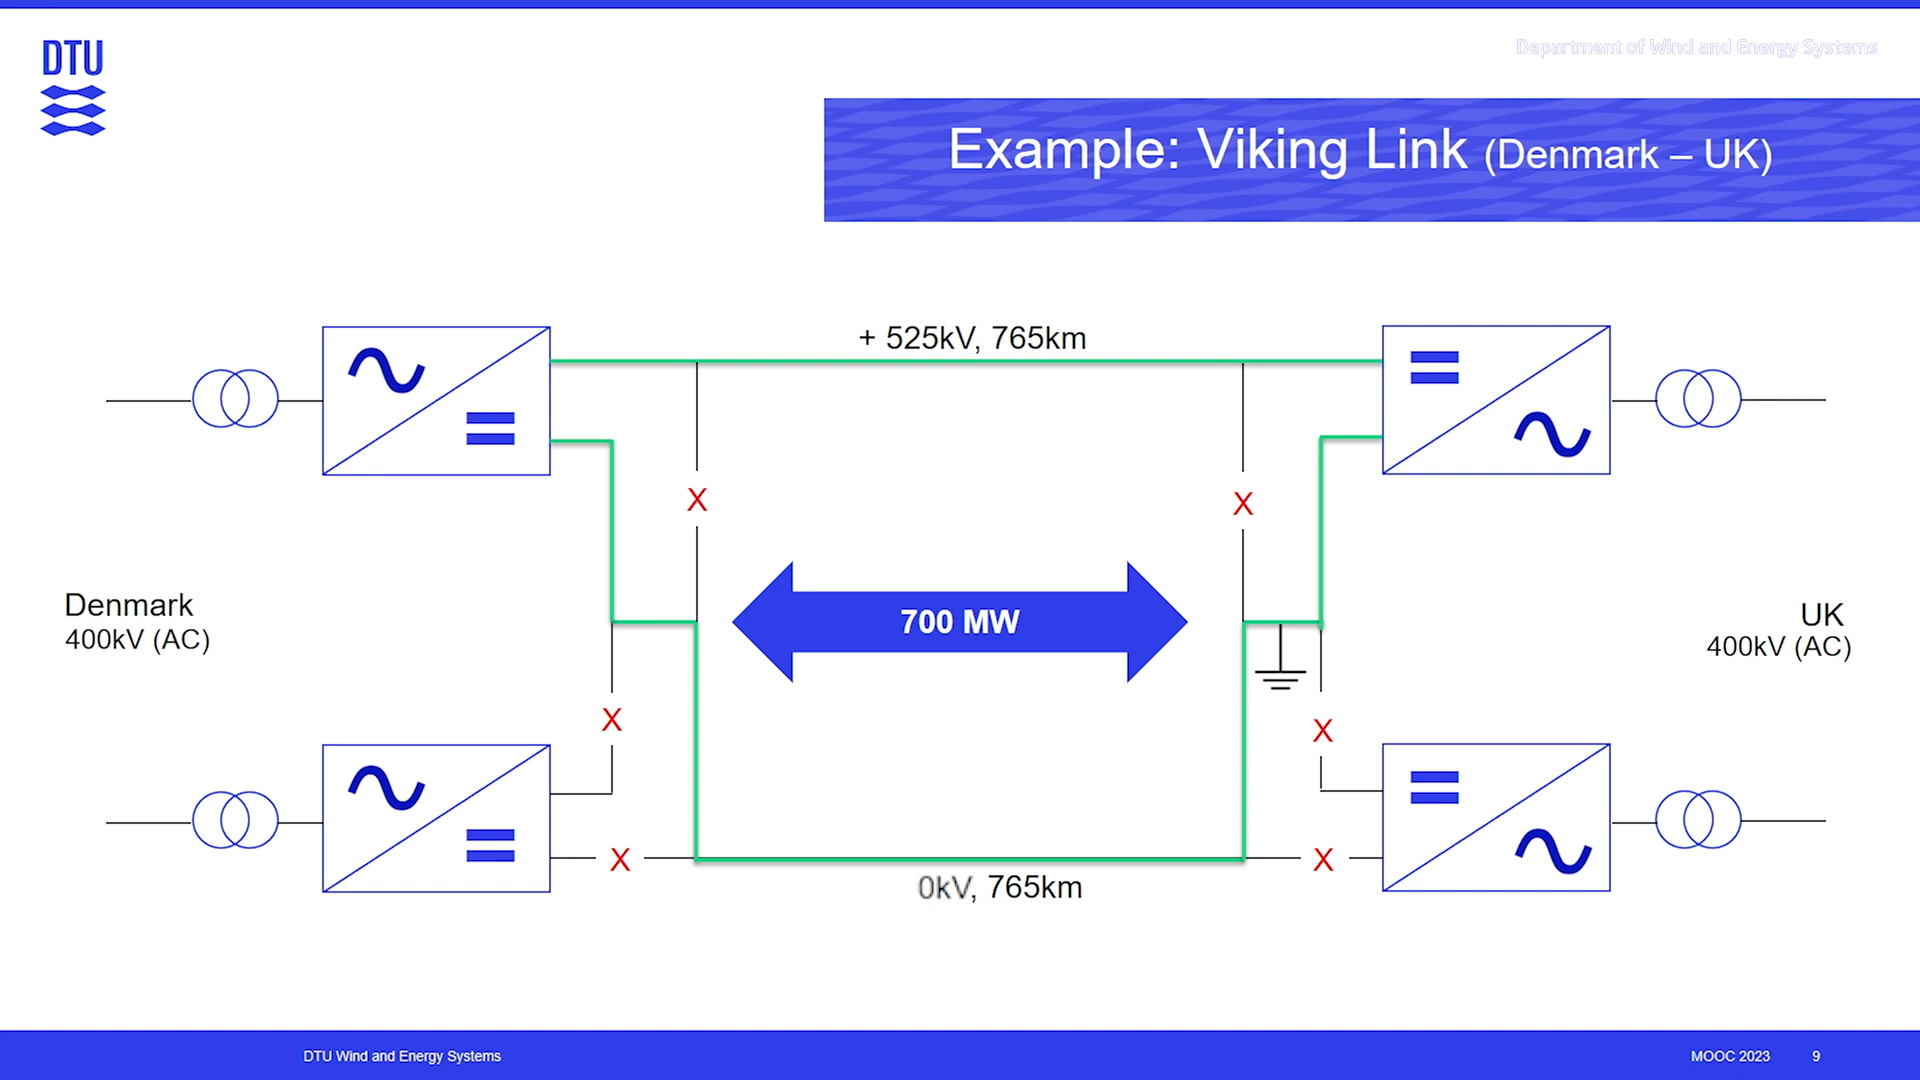 DTU
Department of Wind and Energy Systems
Example: Viking Link (Denmark – UK)
+ 525kV, 765km
X
X
Denmark
400kV (AC)
700 MW
UK
400kV (AC)
X
X
X
X
0kV, 765km
DTU Wind and Energy Systems
MOOC 2023
9